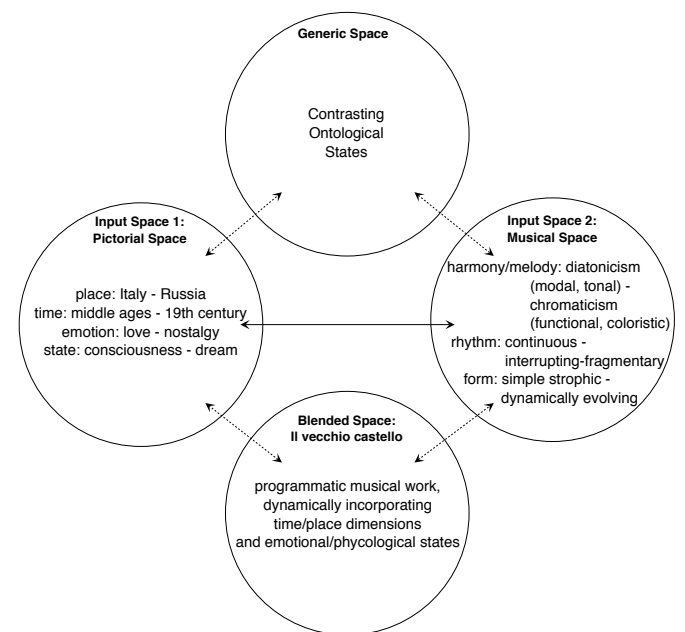 Generic Space
Contrasting
Ontological
States
Input Space 1:
Pictorial Space
place: Italy - Russia
time: middle ages - 19th century
emotion: love - nostalgy
state: consciousness - dream
Input Space 2:
Musical Space
harmony/melody: diatonicism
(modal, tonal) -
chromaticism
(functional, coloristic)
rhythm: continuous -
interrupting-fragmentary
form: simple strophic -
dynamically evolving
Blended Space:
Il vecchio castello
programmatic musical work,
dynamically incorporating
time/place dimensions
and emotional/phycological states